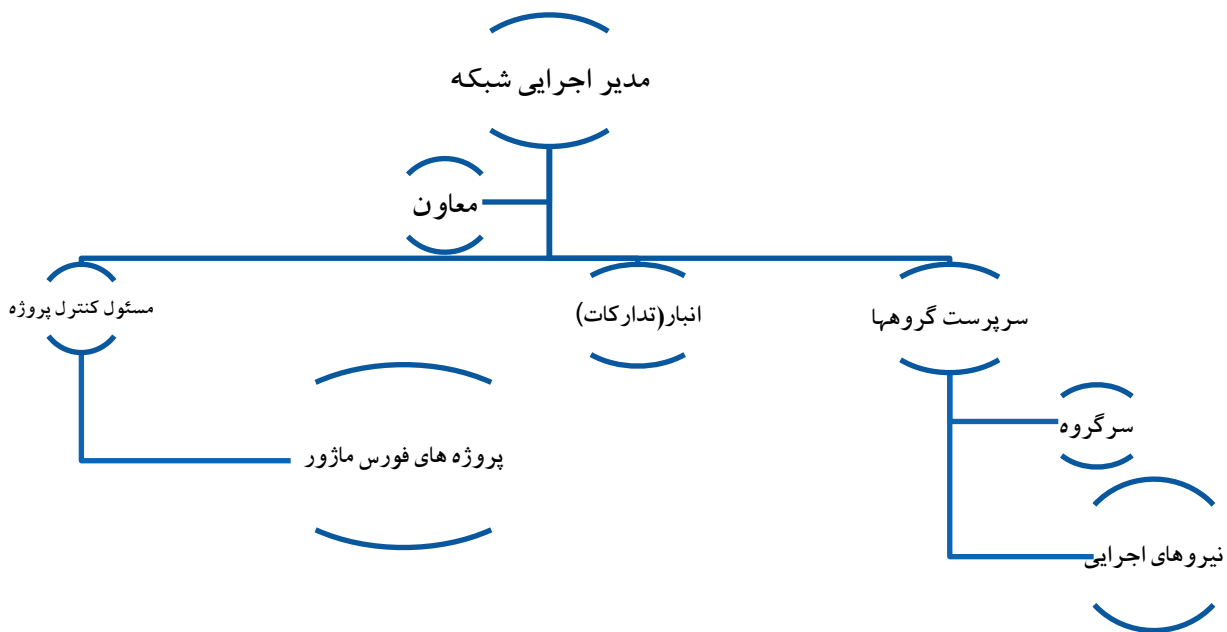 مدیر اجرایی شبکه
معاون
سرپرست گروهها
انبار(تدارکات)
مسئول کنترل پروژه
سرگروه
نیروهای اجرایی
پروژه های فورس ماژور